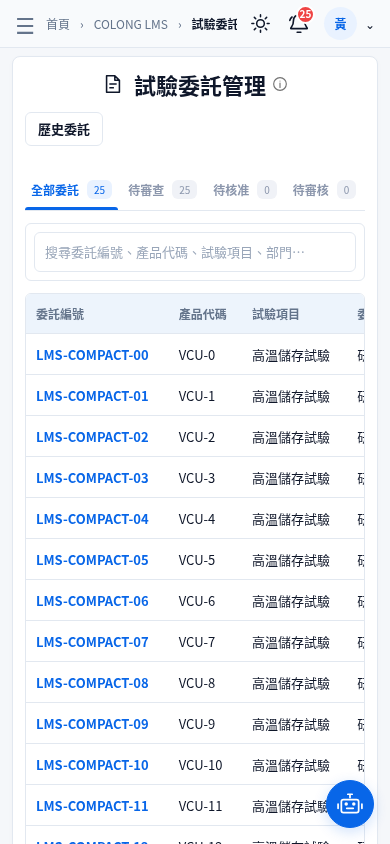 首頁 › COLONG LMS › 試驗委託 25 黃
試驗委託管理
歷史委託
全部委託 25 待審查 25 待核准 0 待審核 0
搜尋委託編號、產品代碼、試驗項目、部門…
委託編號 產品代碼 試驗項目
LMS-COMPACT-00 VCU-0 高溫儲存試驗
LMS-COMPACT-01 VCU-1 高溫儲存試驗
LMS-COMPACT-02 VCU-2 高溫儲存試驗
LMS-COMPACT-03 VCU-3 高溫儲存試驗
LMS-COMPACT-04 VCU-4 高溫儲存試驗
LMS-COMPACT-05 VCU-5 高溫儲存試驗
LMS-COMPACT-06 VCU-6 高溫儲存試驗
LMS-COMPACT-07 VCU-7 高溫儲存試驗
LMS-COMPACT-08 VCU-8 高溫儲存試驗
LMS-COMPACT-09 VCU-9 高溫儲存試驗
LMS-COMPACT-10 VCU-10 高溫儲存試驗
LMS-COMPACT-11 VCU-11 高溫儲存試驗